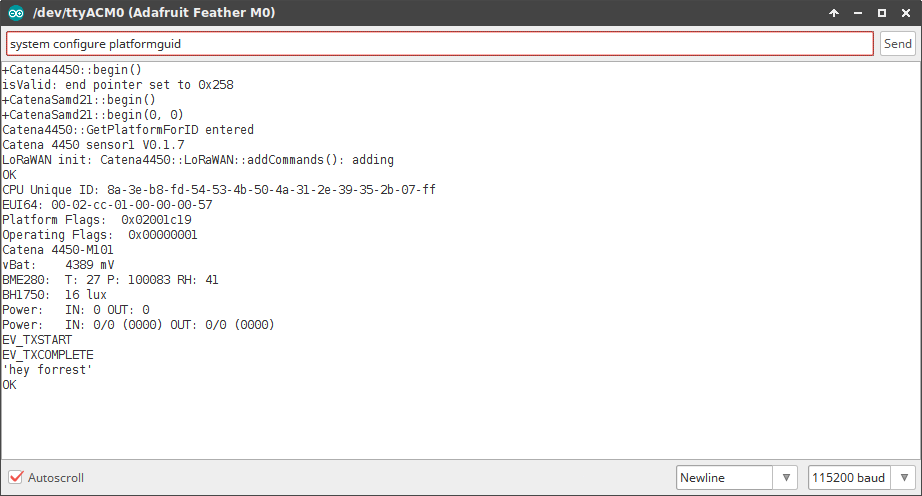 /dev/ttyACM0 (Adafruit Feather M0)
system configure platformguid
Send
+Catena4450::begin()
isValid: end pointer set to 0x258
+CatenaSamd21::begin()
+CatenaSamd21::begin(0, 0)
Catena4450::GetPlatformForID entered
Catena 4450 sensor1 V0.1.7
LoRaWAN init: Catena4450::LoRaWAN::addCommands(): adding
OK
CPU Unique ID: 8a-3e-b8-fd-54-53-4b-50-4a-31-2e-39-35-2b-07-ff
EUI64: 00-02-cc-01-00-00-00-57
Platform Flags:  0x02001c19
Operating Flags:  0x00000001
Catena 4450-M101
vBat:    4389 mV
BME280:  T: 27 P: 100083 RH: 41
BH1750:  16 lux
Power:   IN: 0 OUT: 0
Power:   IN: 0/0 (0000) OUT: 0/0 (0000)
EV_TXSTART
EV_TXCOMPLETE
'hey forrest'
OK
Autoscroll
Newline
115200 baud